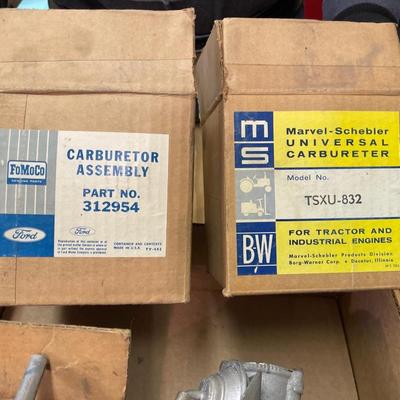 FoMoCo
GENUINE PARTS
CARBURETOR
ASSEMBLY
PART NO.
312954
Ford
Ford
CONTAINER AND CONTENTS
MADE IN U.S.A.
ms
Marvel-Schebler
UNIVERSAL
CARBURETER
Model No.
TSXU-832
BW
FOR TRACTOR AND
INDUSTRIAL ENGINES
Marvel-Schebler Products Division
Borg-Warner Corp. • Decatur, Illinois